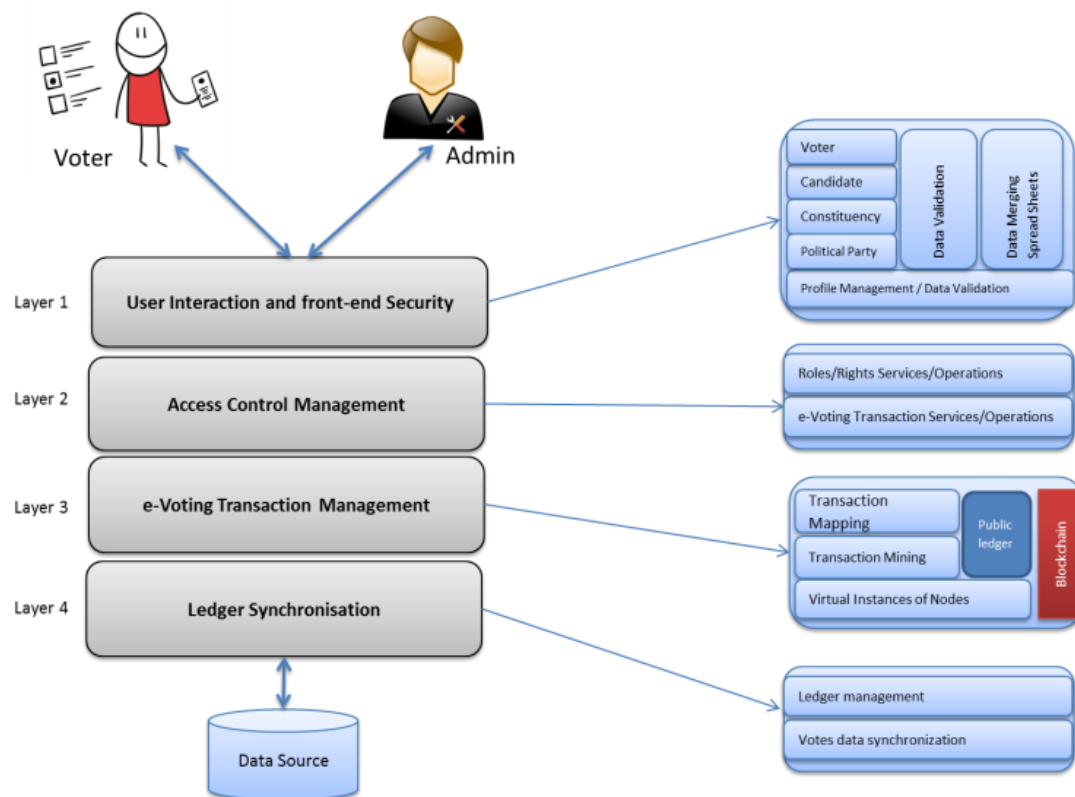 Voter
Admin
Layer 1
User Interaction and front-end Security
Layer 2
Access Control Management
Layer 3
e-Voting Transaction Management
Layer 4
Ledger Synchronisation
Data Source
Voter
Candidate
Constituency
Political Party
Data Validation
Data Merging
Spread Sheets
Profile Management / Data Validation
Roles/Rights Services/Operations
e-Voting Transaction Services/Operations
Transaction
Mapping
Transaction Mining
Public
ledger
Virtual Instances of Nodes
Blockchain
Ledger management
Votes data synchronization